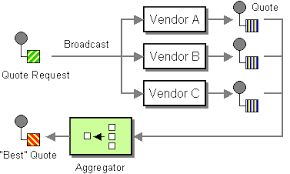 Quote
Vendor A
Broadcast
Vendor B
Quote Request
Vendor C
"Best" Quote
Aggregator